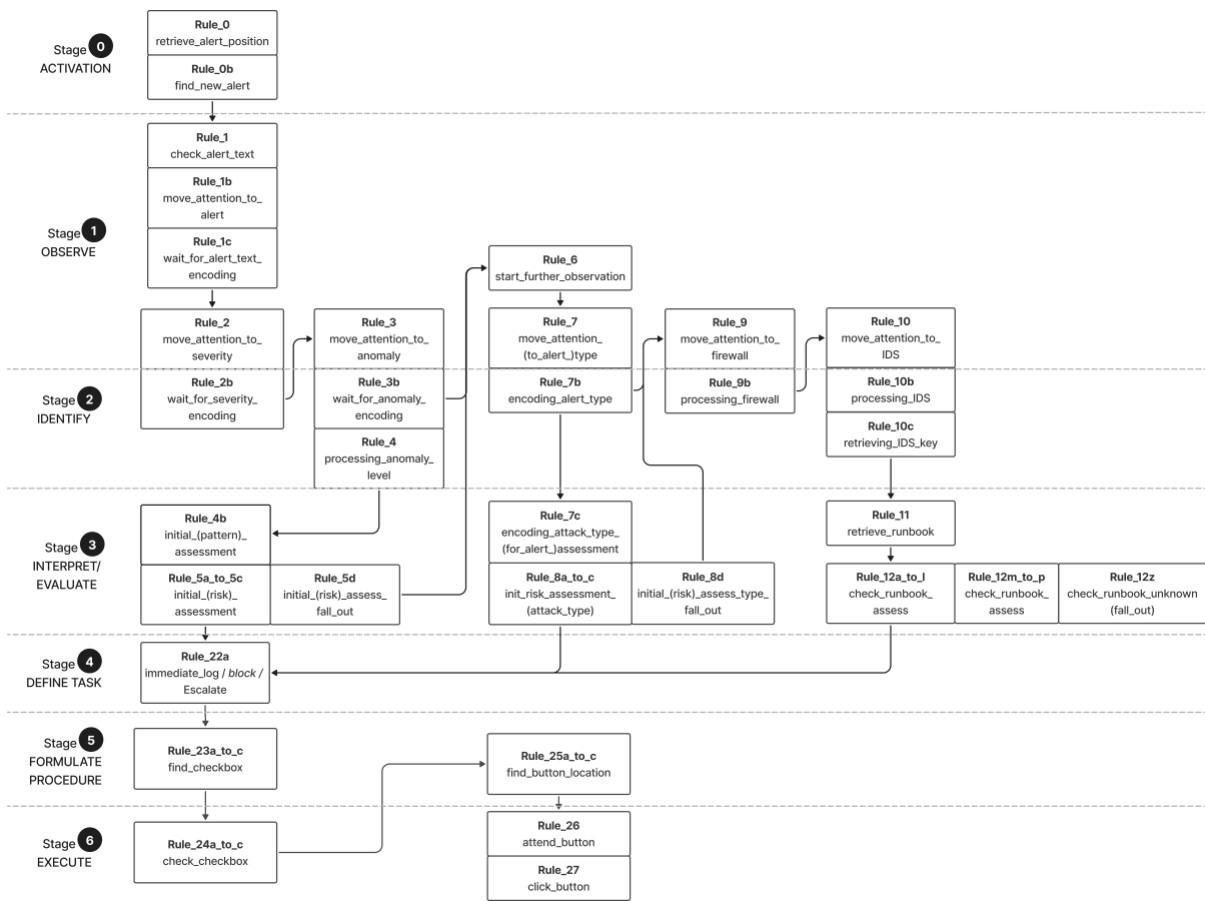 Stage 0
ACTIVATION
Rule_0
retrieve_alert_position
Rule_0b
find_new_alert
Stage 1
OBSERVE
Rule_1
check_alert_text
Rule_1b
move_attention_to_
alert
Rule_1c
wait_for_alert_text_
encoding
Rule_6
start_further_observation
Rule_2
move_attention_to_
severity
Rule_3
move_attention_to_
anomaly
Rule_7
move_attention_
(to_alert_)type
Rule_9
move_attention_to_
firewall
Rule_10
move_attention_to_
IDS
Stage 2
IDENTIFY
Rule_2b
wait_for_severity_
encoding
Rule_3b
wait_for_anomaly_
encoding
Rule_4
processing_anomaly_
level
Rule_7b
encoding_alert_type
Rule_9b
processing_firewall
Rule_10b
processing_IDS
Rule_10c
retrieving_IDS_key
Stage 3
INTERPRET/
EVALUATE
Rule_4b
initial_(pattern)_
assessment
Rule_7c
encoding_attack_type_
(for_alert_)assessment
Rule_11
retrieve_runbook
Rule_5a_to_5c
initial_(risk)_
assessment
Rule_5d
initial_(risk)_assess_
fall_out
Rule_8a_to_c
init_risk_assessment_
(attack_type)
Rule_8d
initial_(risk)_assess_type_
fall_out
Rule_12a_to_l
check_runbook_
assess
Rule_12m_to_p
check_runbook_
assess
Rule_12z
check_runbook_unknown
(fall_out)
Stage 4
DEFINE TASK
Rule_22a
immediate_log / block /
Escalate
Stage 5
FORMULATE
PROCEDURE
Rule_23a_to_c
find_checkbox
Rule_25a_to_c
find_button_location
Stage 6
EXECUTE
Rule_24a_to_c
check_checkbox
Rule_26
attend_button
Rule_27
click_button